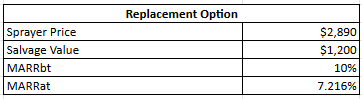 Replacement Option
Sprayer Price $2,890
Salvage Value $1,200
MARRbt 10%
MARRat 7.216%